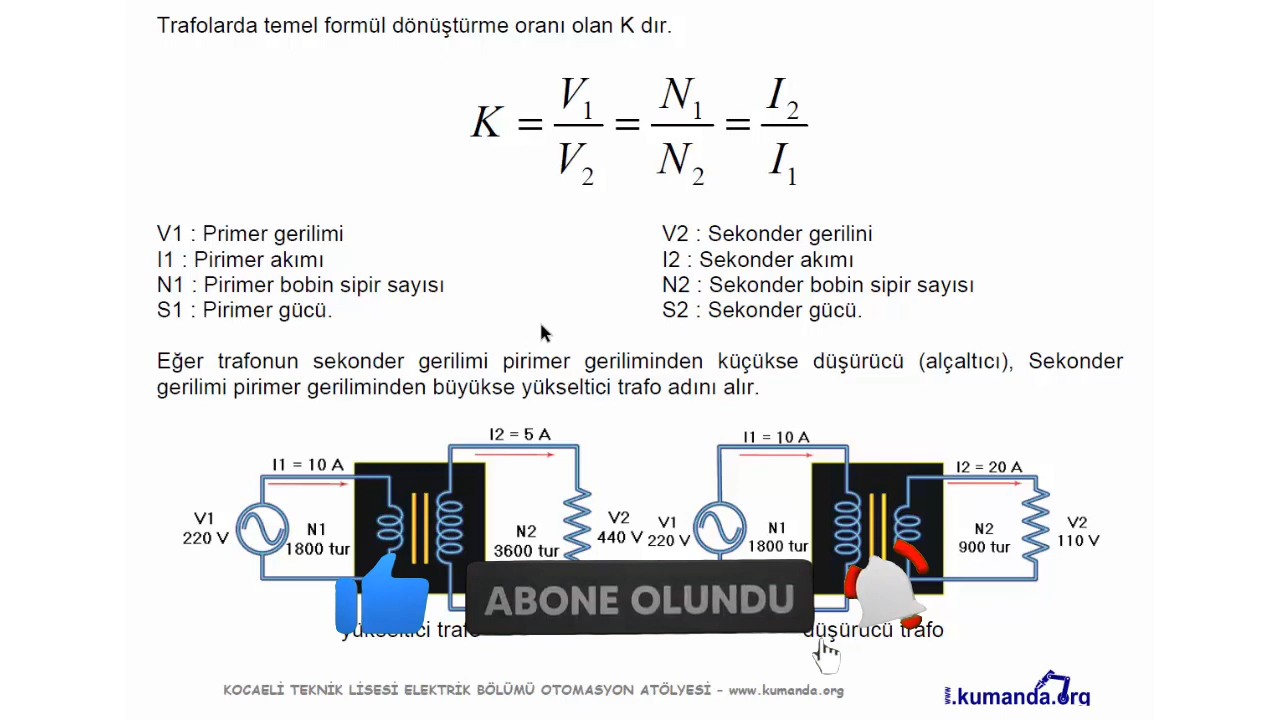 Trafolarda temel formül dönüştürme oranı olan K dır.
K = V1/V2 = N1/N2 = I2/I1
V1 : Primer gerilimi
I1 : Pirimer akımı
N1 : Pirimer bobin sipir sayısı
S1 : Pirimer gücü.
V2 : Sekonder gerilini
I2 : Sekonder akımı
N2 : Sekonder bobin sipir sayısı
S2 : Sekonder gücü.
Eğer trafonun sekonder gerilimi pirimer geriliminden küçükse düşürücü (alçaltıcı), Sekonder
gerilimi pirimer geriliminden büyükse yükseltici trafo adını alır.
I1 = 10 A
I2 = 5 A
V1
220 V
N1
1800 tur
N2
3600 tur
V2
440 V
I1 = 10 A
I2 = 20 A
V1
220 V
N1
1800 tur
N2
900 tur
V2
110 V
ABONE OLUNDU
yükseltici trafo
düşürücü trafo
KOCAELİ TEKNİK LİSESİ ELEKTRİK BÖLÜMÜ OTOMASYON ATÖLYESİ - www.kumanda.org
www.kumanda.org